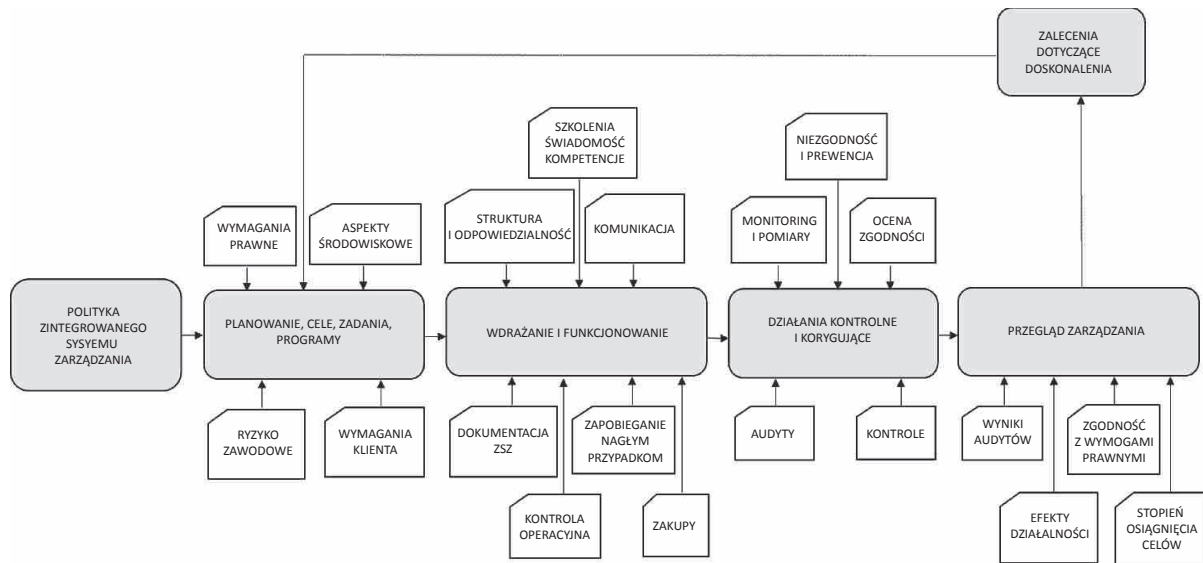 ZALECENIA
DOTYCZĄCE
DOSKONALENIA
SZKOLENIA
ŚWIADOMOŚĆ
KOMPETENCJE
NIEZGODNOŚĆ
I PREWENCJA
WYMAGANIA
PRAWNE
ASPEKTY
ŚRODOWISKOWE
STRUKTURA
I ODPOWIEDZIALNOŚĆ
KOMUNIKACJA
MONITORING
I POMIARY
OCENA
ZGODNOŚCI
POLITYKA
ZINTEGROWANEGO
SYSYEMU
ZARZĄDZANIA
PLANOWANIE, CELE, ZADANIA,
PROGRAMY
WDRAŻANIE I FUNKCJONOWANIE
DZIAŁANIA KONTROLNE
I KORYGUJĄCE
PRZEGLĄD ZARZĄDZANIA
RYZYKO
ZAWODOWE
WYMAGANIA
KLIENTA
DOKUMENTACJA
ZSZ
ZAPOBIEGANIE
NAGŁYM
PRZYPADKOM
AUDYTY
KONTROLE
WYNIKI
AUDYTÓW
ZGODNOŚĆ
Z WYMOGAMI
PRAWNYMI
KONTROLA
OPERACYJNA
ZAKUPY
EFEKTY
DZIAŁALNOŚCI
STOPIEŃ
OSIĄGNIĘCIA
CELÓW